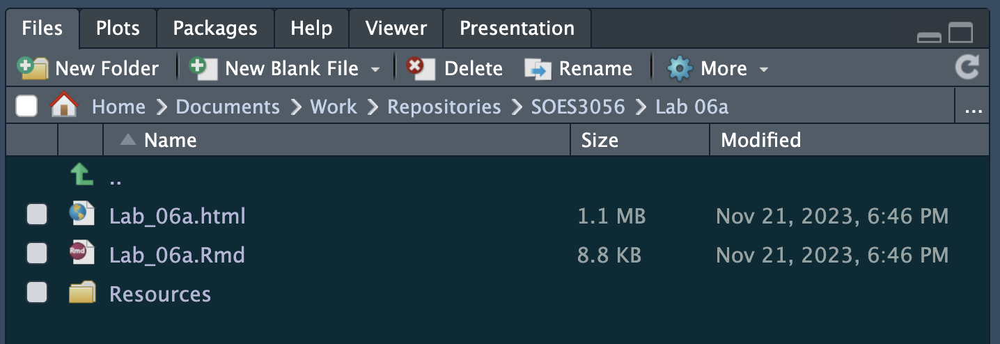 Files Plots Packages Help Viewer Presentation
New Folder New Blank File Delete Rename More
Home Documents Work Repositories SOES3056 Lab 06a ...
Name Size Modified
..
Lab_06a.html 1.1 MB Nov 21, 2023, 6:46 PM
Rmd Lab_06a.Rmd 8.8 KB Nov 21, 2023, 6:46 PM
Resources